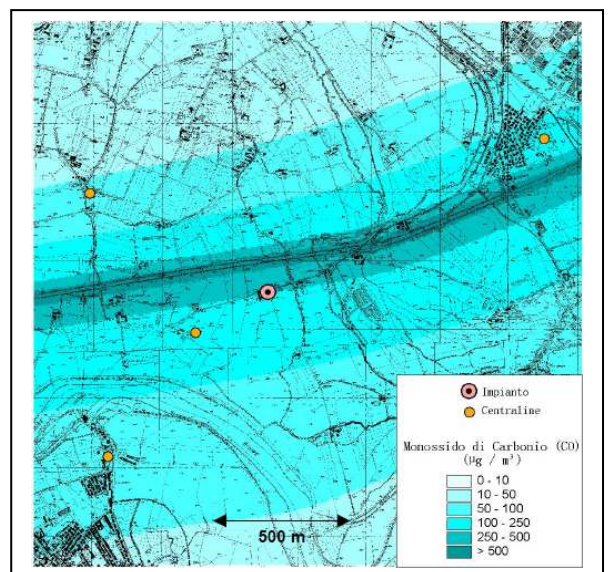 Impianto
Centraline
Monossido di Carbonio (CO)
(µg / m³)
0 - 10
10 - 50
50 - 100
100 - 250
250 - 500
> 500
500 m